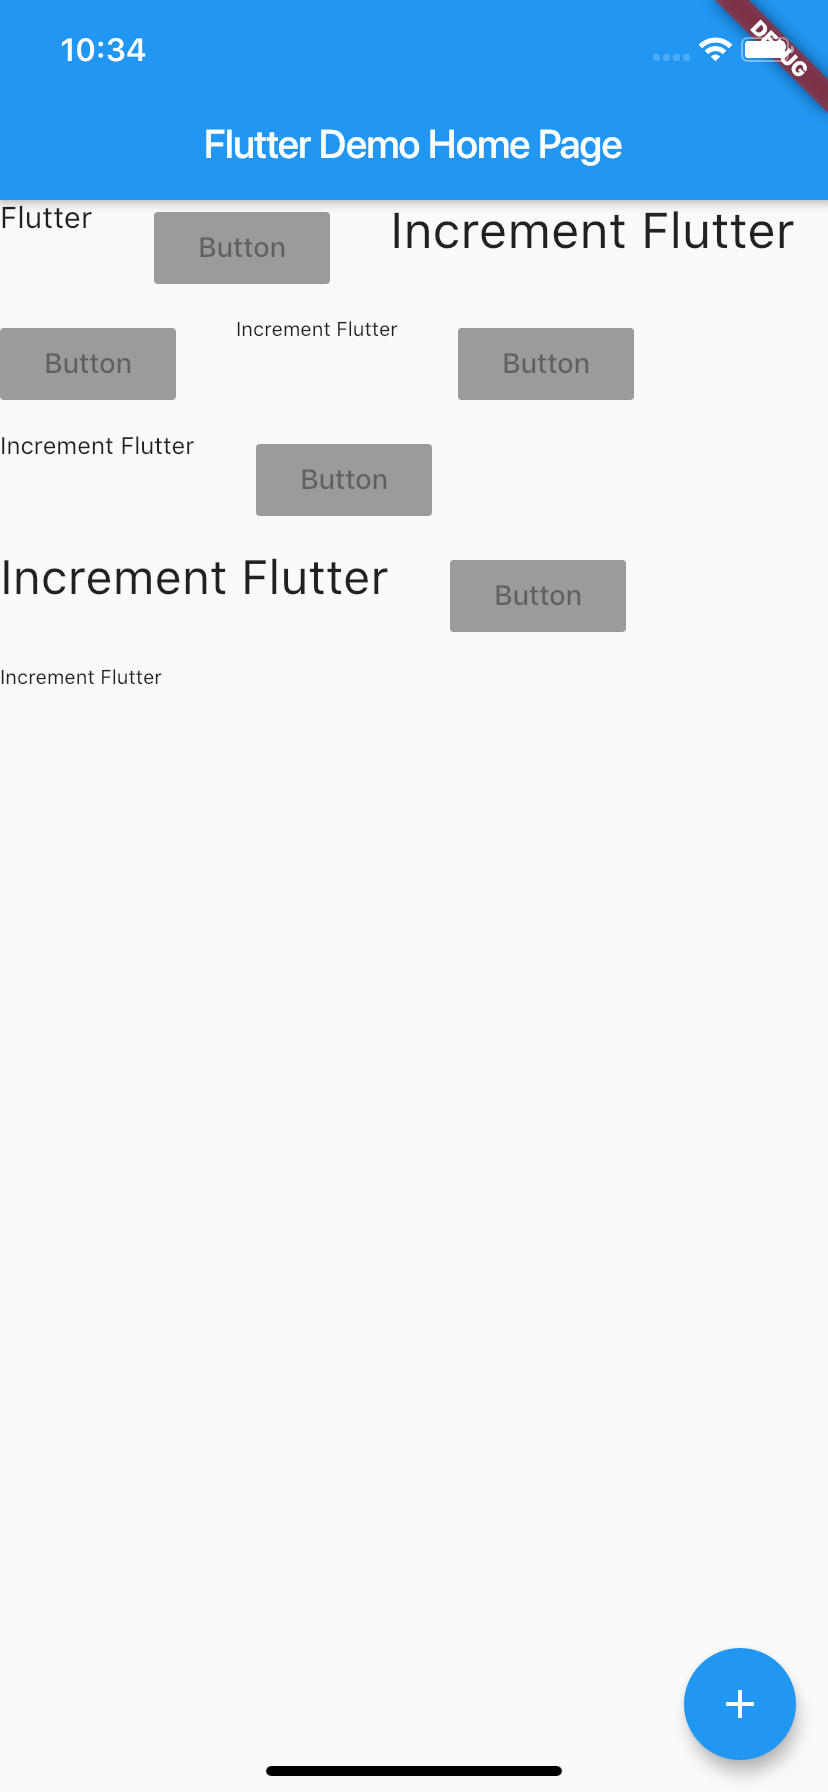 10:34
DEBUG
Flutter Demo Home Page
Flutter Button Increment Flutter
Button Increment Flutter Button
Increment Flutter Button
Increment Flutter Button
Increment Flutter